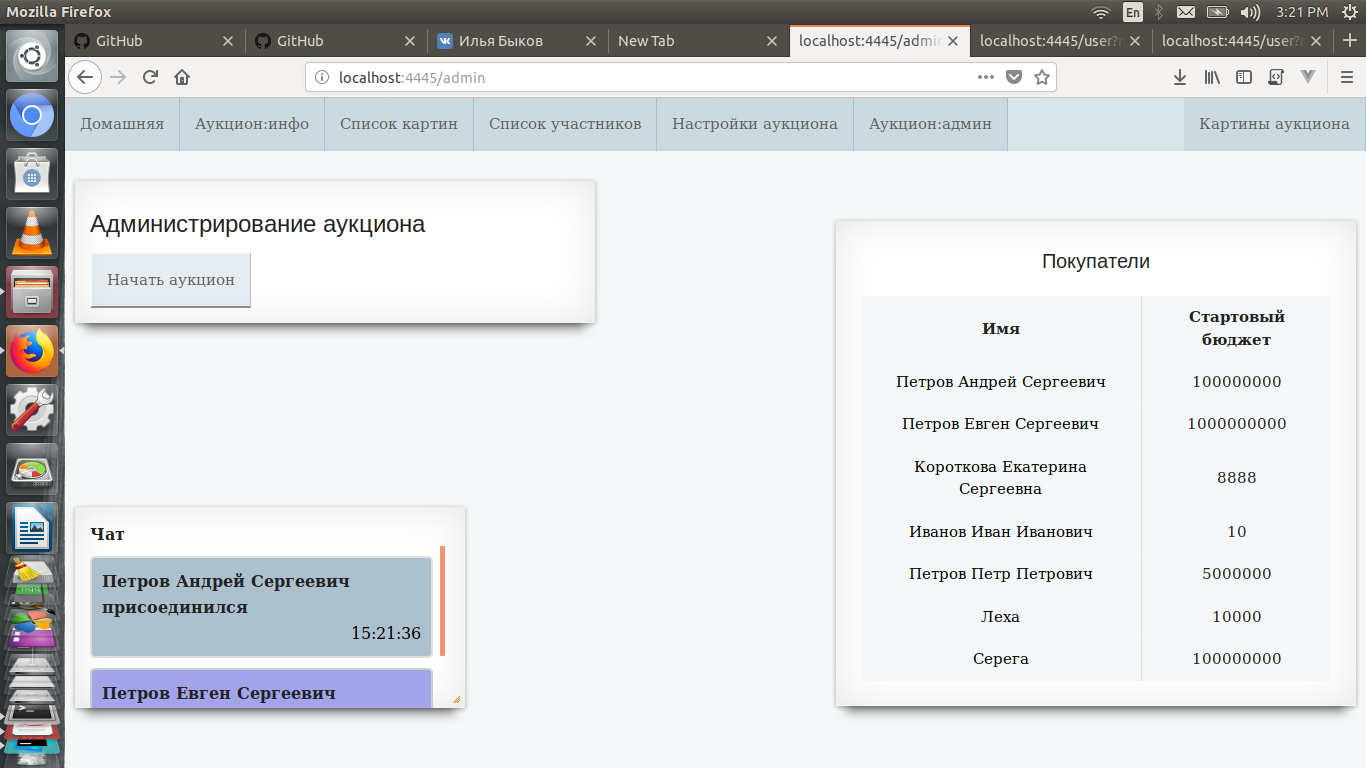 Mozilla Firefox
En
3:21 PM
GitHub
GitHub
Илья Быков
New Tab
localhost:4445/admin
localhost:4445/user?
localhost:4445/user?
localhost:4445/admin
Домашняя
Аукцион:инфо
Список картин
Список участников
Настройки аукциона
Аукцион:админ
Картины аукциона
Администрирование аукциона
Начать аукцион
Чат
Петров Андрей Сергеевич
присоединился
15:21:36
Петров Евген Сергеевич
Покупатели
Имя
Стартовый
бюджет
Петров Андрей Сергеевич
100000000
Петров Евген Сергеевич
1000000000
Короткова Екатерина
Сергеевна
8888
Иванов Иван Иванович
10
Петров Петр Петрович
5000000
Леха
10000
Серега
100000000